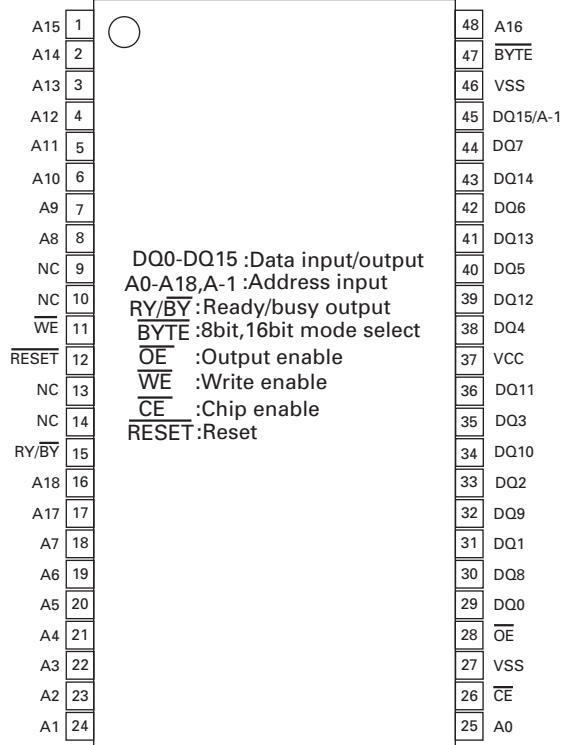 A15 1 48 A16
A14 2 47 BYTE
A13 3 46 VSS
A12 4 45 DQ15/A-1
A11 5 44 DQ7
A10 6 43 DQ14
A9 7 42 DQ6
A8 8 41 DQ13
NC 9 40 DQ5
NC 10 39 DQ12
WE 11 38 DQ4
RESET 12 37 VCC
NC 13 36 DQ11
NC 14 35 DQ3
RY/BY 15 34 DQ10
A18 16 33 DQ2
A17 17 32 DQ9
A7 18 31 DQ1
A6 19 30 DQ8
A5 20 29 DQ0
A4 21 28 OE
A3 22 27 VSS
A2 23 26 CE
A1 24 25 A0
DQ0-DQ15 :Data input/output
A0-A18,A-1 :Address input
RY/BY :Ready/busy output
BYTE :8bit,16bit mode select
OE :Output enable
WE :Write enable
CE :Chip enable
RESET :Reset